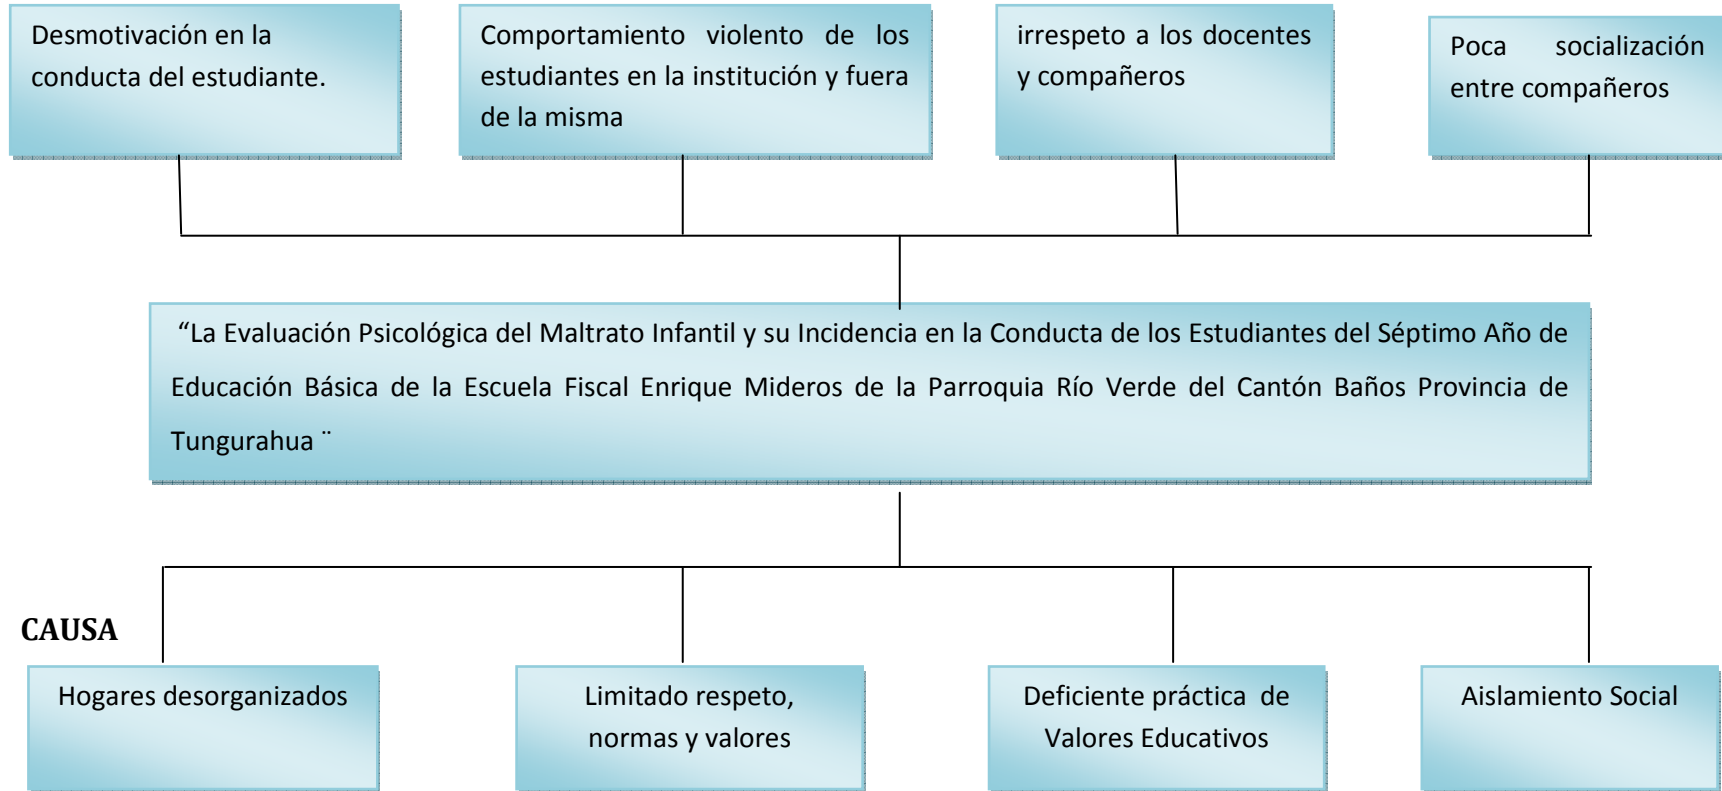 Desmotivación en la
conducta del estudiante.
Comportamiento violento de los
estudiantes en la institución y fuera
de la misma
irrespeto a los docentes
y compañeros
Poca socialización
entre compañeros
“La Evaluación Psicológica del Maltrato Infantil y su Incidencia en la Conducta de los Estudiantes del Séptimo Año de
Educación Básica de la Escuela Fiscal Enrique Mideros de la Parroquia Río Verde del Cantón Baños Provincia de
Tungurahua ¨
CAUSA
Hogares desorganizados
Limitado respeto,
normas y valores
Deficiente práctica de
Valores Educativos
Aislamiento Social